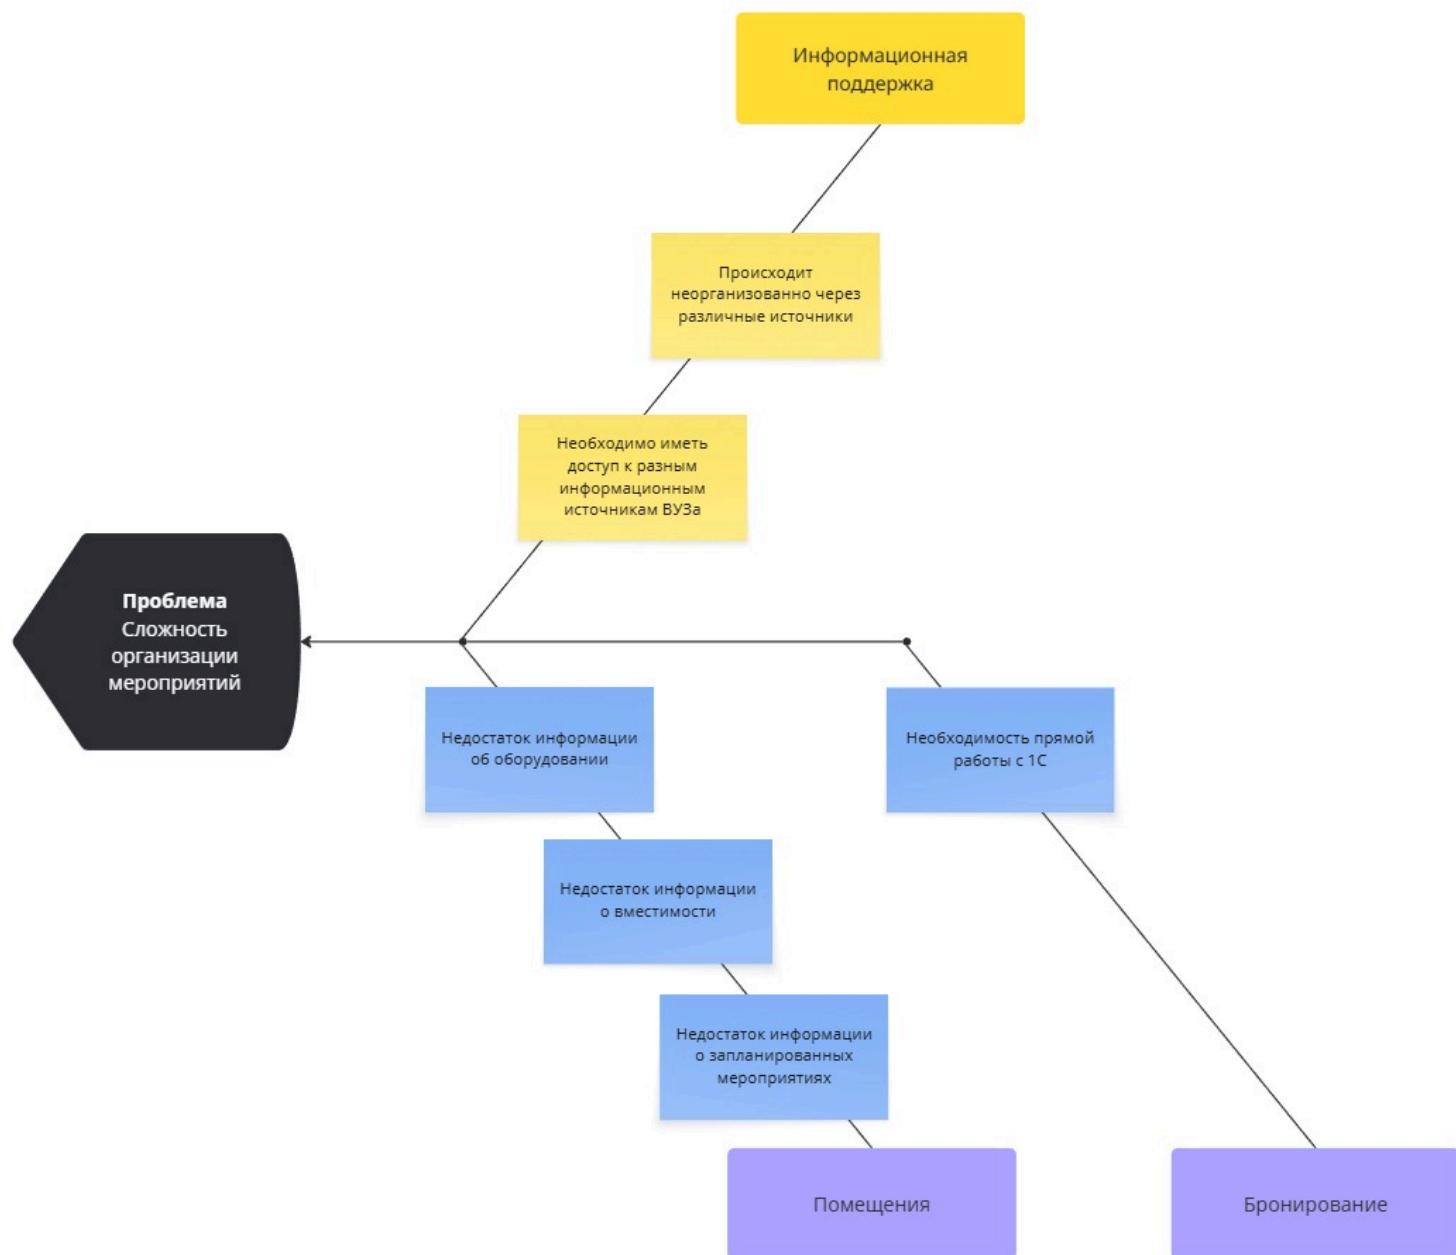 Информационная
поддержка
Происходит
неорганизованно через
различные источники
Необходимо иметь
доступ к разным
информационным
источникам ВУЗа
Проблема
Сложность
организации
мероприятий
Недостаток информации
об оборудовании
Необходимость прямой
работы с 1С
Недостаток информации
о вместимости
Недостаток информации
о запланированных
мероприятиях
Помещения
Бронирование